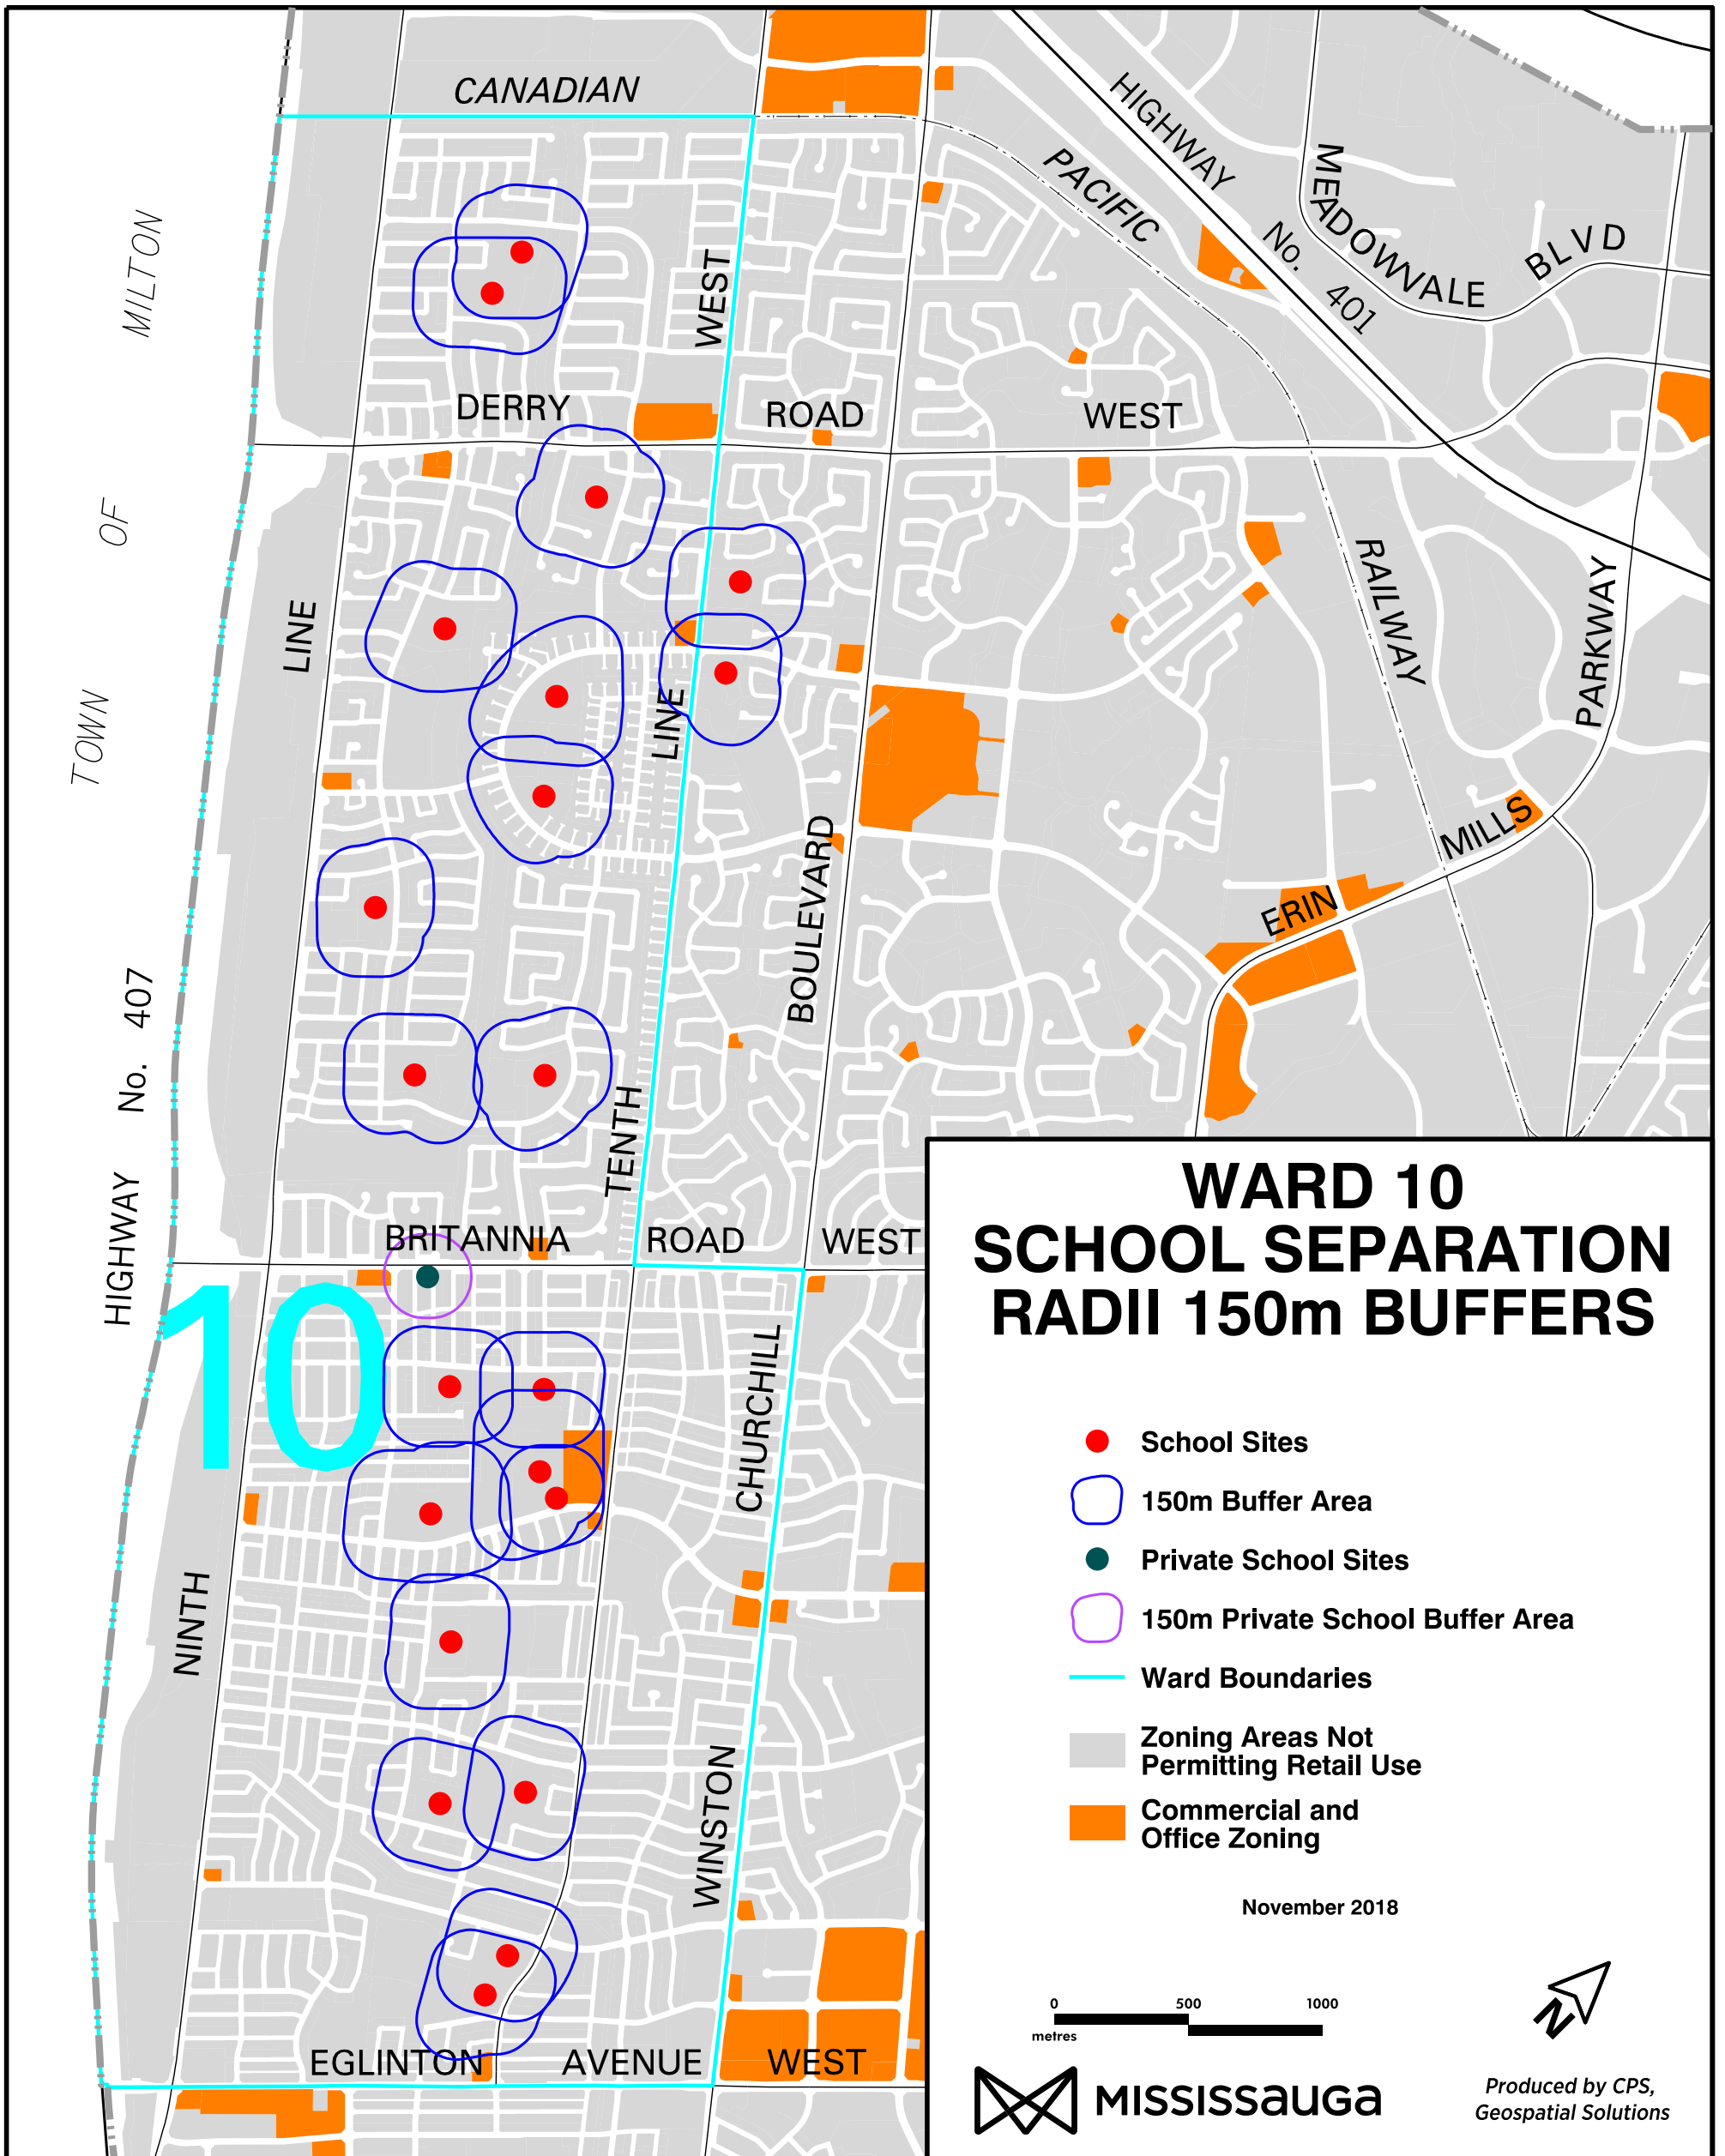 CANADIAN
PACIFIC
RAILWAY
HIGHWAY No. 401
MEADOWVALE BLVD
TOWN OF MILTON
DERRY ROAD WEST
TENTH LINE WEST
NINTH LINE
HIGHWAY No. 407
WINSTON CHURCHILL BOULEVARD
ERIN MILLS PARKWAY
BRITANNIA ROAD WEST
10
EGLINTON AVENUE WEST
WARD 10
SCHOOL SEPARATION
RADII 150m BUFFERS
School Sites
150m Buffer Area
Private School Sites
150m Private School Buffer Area
Ward Boundaries
Zoning Areas Not
Permitting Retail Use
Commercial and
Office Zoning
November 2018
0 500 1000
metres
N
MISSISSAUGA
Produced by CPS,
Geospatial Solutions